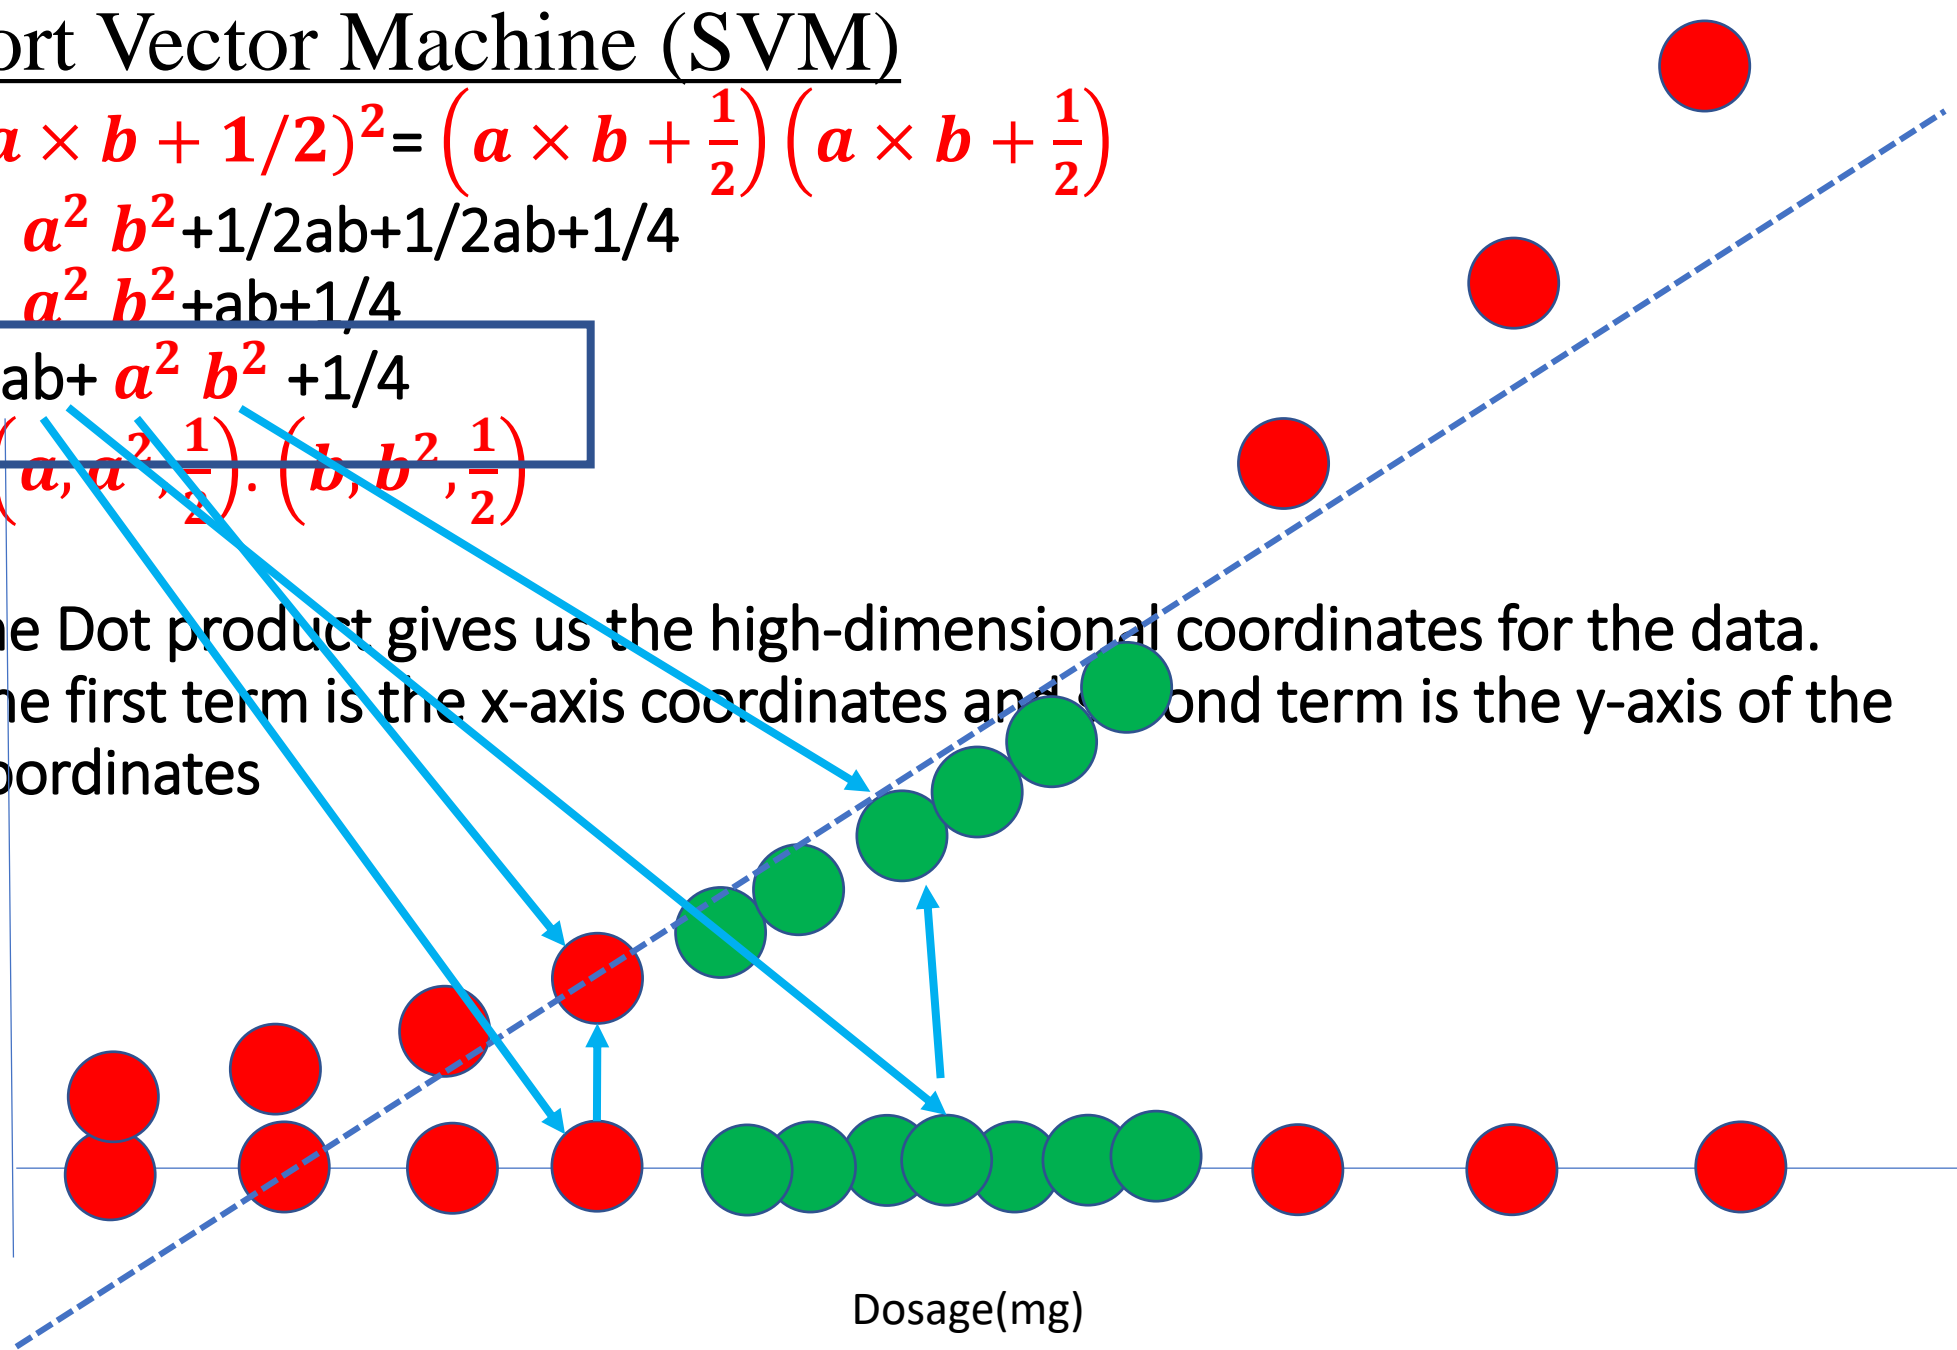 ort Vector Machine (SVM)
a × b + 1/2)²= (a × b + 1/2) (a × b + 1/2)
a² b²+1/2ab+1/2ab+1/4
a² b²+ab+1/4
ab+ a² b² +1/4
(a, a², 1/2). (b, b², 1/2)
e Dot product gives us the high-dimensional coordinates for the data.
e first term is the x-axis coordinates and ond term is the y-axis of the
oordinates
Dosage(mg)